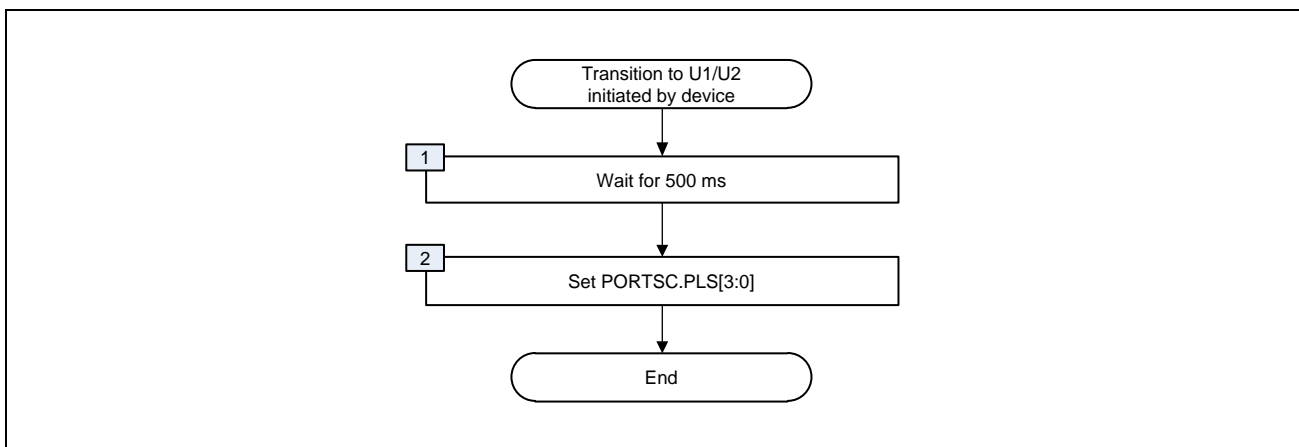 Transition to U1/U2
initiated by device
1
Wait for 500 ms
2
Set PORTSC.PLS[3:0]
End